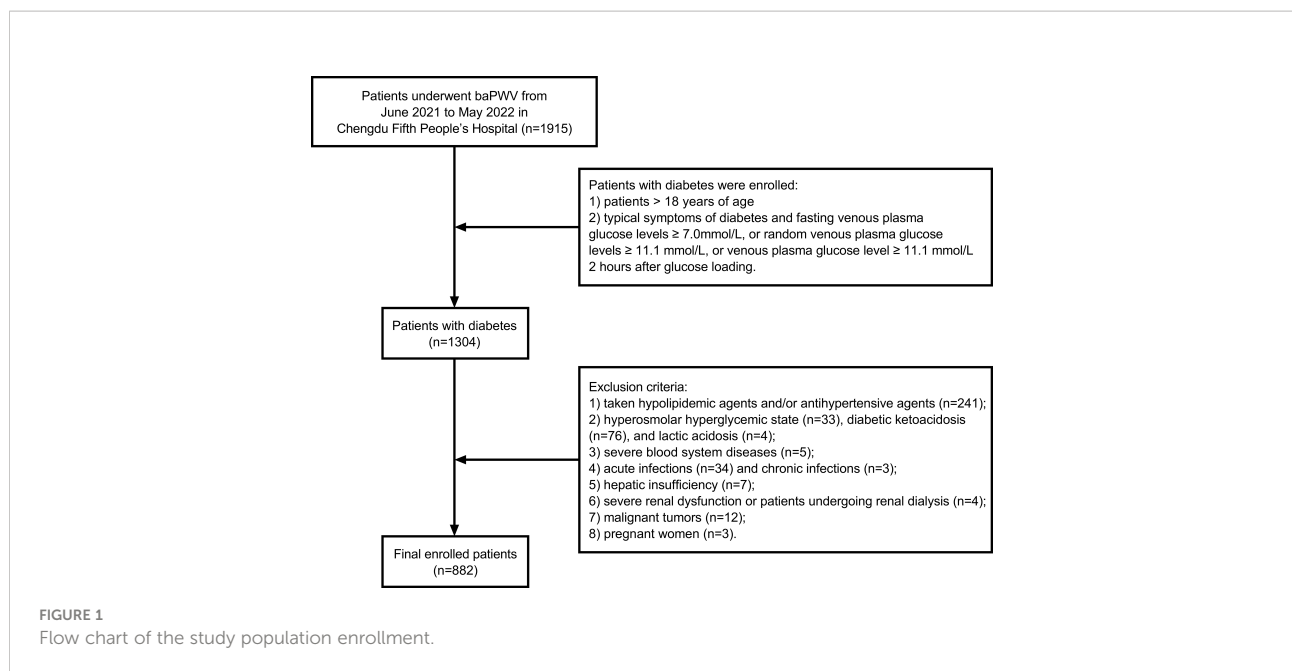 Patients underwent baPWV from
June 2021 to May 2022 in
Chengdu Fifth People's Hospital (n=1915)
Patients with diabetes were enrolled:
1) patients > 18 years of age
2) typical symptoms of diabetes and fasting venous plasma
glucose levels ≥ 7.0mmol/L, or random venous plasma glucose
levels ≥ 11.1 mmol/L, or venous plasma glucose level ≥ 11.1 mmol/L
2 hours after glucose loading.
Patients with diabetes
(n=1304)
Exclusion criteria:
1) taken hypolipidemic agents and/or antihypertensive agents (n=241);
2) hyperosmolar hyperglycemic state (n=33), diabetic ketoacidosis
(n=76), and lactic acidosis (n=4);
3) severe blood system diseases (n=5);
4) acute infections (n=34) and chronic infections (n=3);
5) hepatic insufficiency (n=7);
6) severe renal dysfunction or patients undergoing renal dialysis (n=4);
7) malignant tumors (n=12);
8) pregnant women (n=3).
Final enrolled patients
(n=882)
FIGURE 1
Flow chart of the study population enrollment.